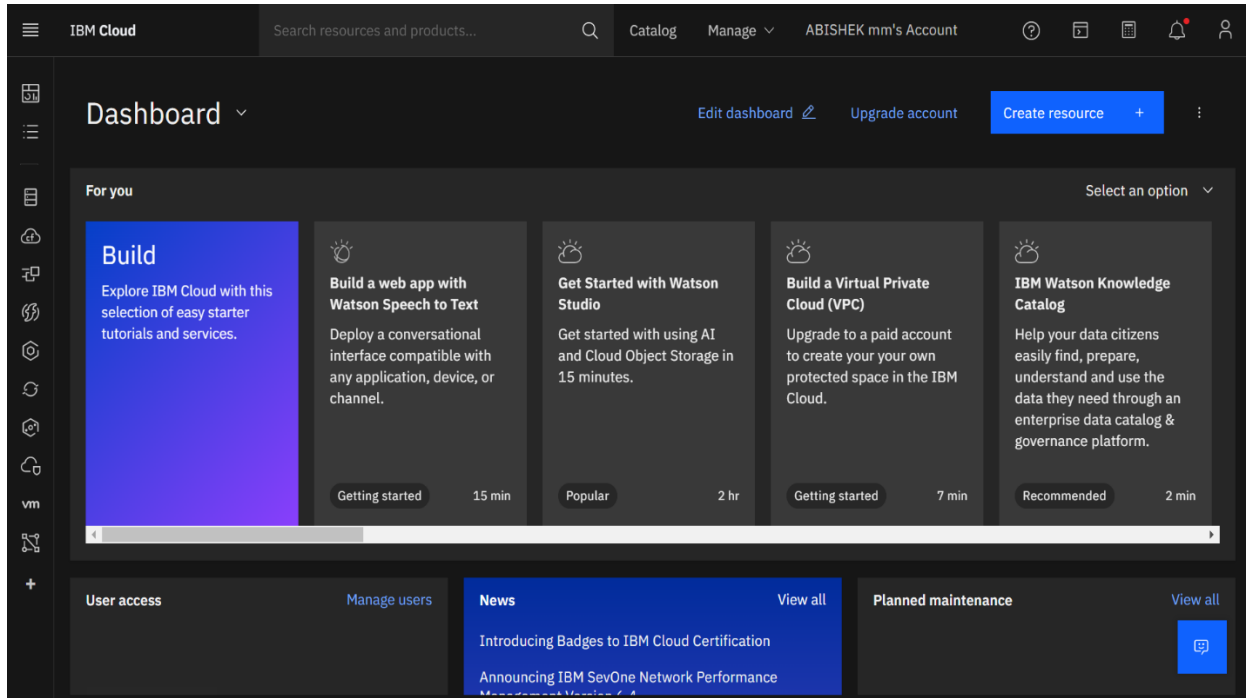 IBM Cloud
Search resources and products...
Catalog
Manage
ABISHEK mm's Account
Dashboard
Edit dashboard
Upgrade account
Create resource +
For you
Select an option
Build
Explore IBM Cloud with this
selection of easy starter
tutorials and services.
Build a web app with
Watson Speech to Text
Deploy a conversational
interface compatible with
any application, device, or
channel.
Getting started
15 min
Get Started with Watson
Studio
Get started with using AI
and Cloud Object Storage in
15 minutes.
Popular
2 hr
Build a Virtual Private
Cloud (VPC)
Upgrade to a paid account
to create your your own
protected space in the IBM
Cloud.
Getting started
7 min
IBM Watson Knowledge
Catalog
Help your data citizens
easily find, prepare,
understand and use the
data they need through an
enterprise data catalog &
governance platform.
Recommended
2 min
vm
User access
Manage users
News
View all
Introducing Badges to IBM Cloud Certification
Announcing IBM SevOne Network Performance
Management Version 6.4
Planned maintenance
View all